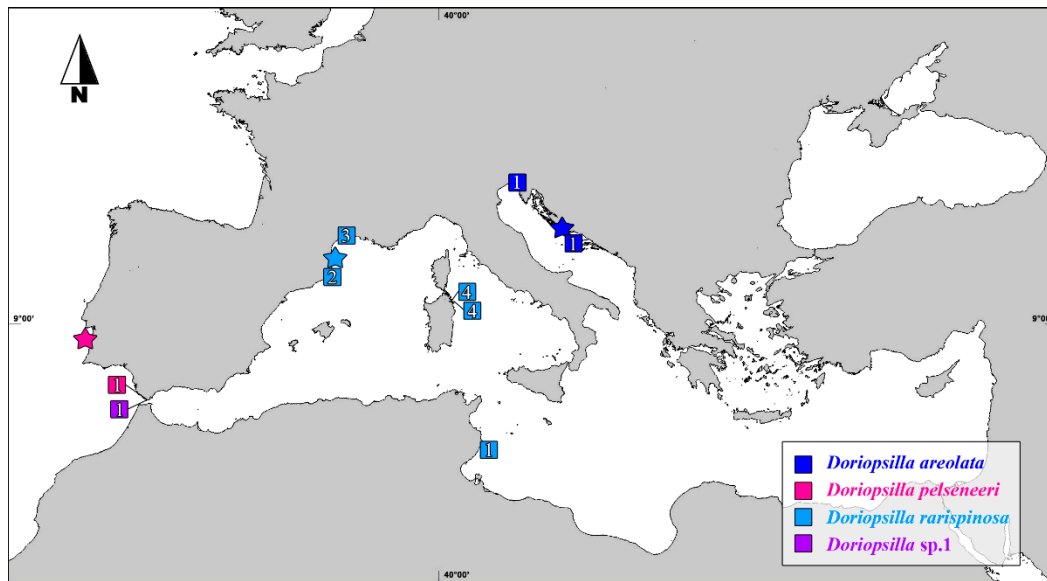 40°00'
N
1
3
1
2
4
4
9°00'
9°00'
1
1
1
Doriopsilla areolata
Doriopsilla pelseneeri
Doriopsilla rarispinosa
Doriopsilla sp.1
40°00'